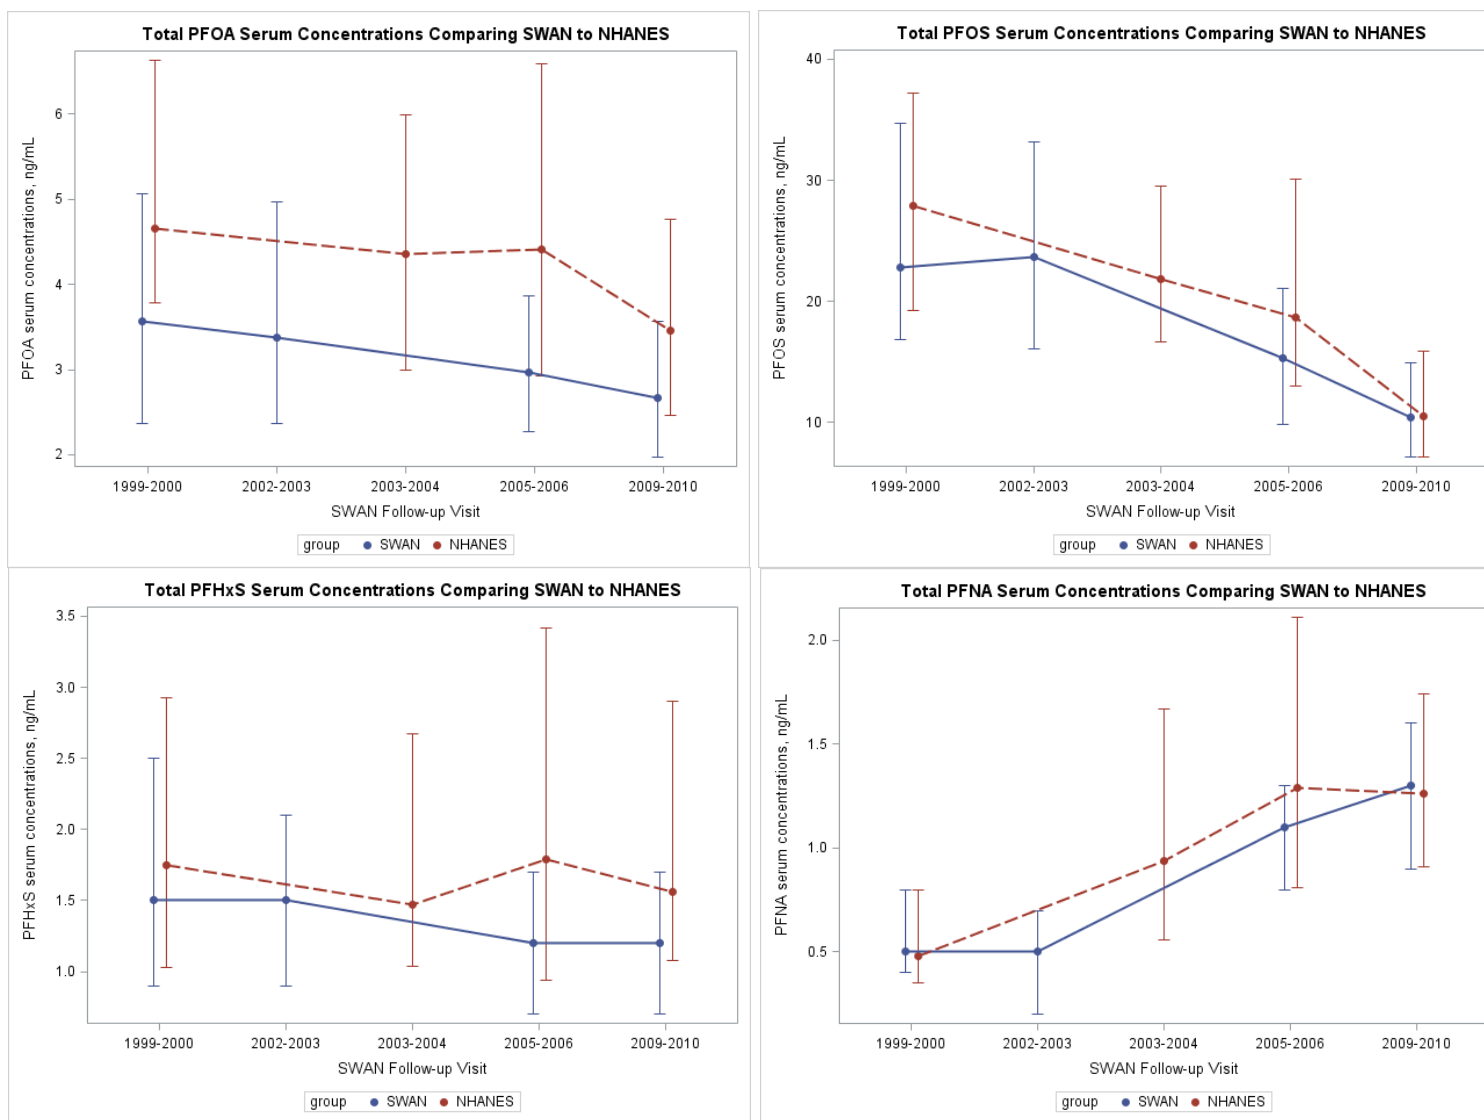 Total PFOA Serum Concentrations Comparing SWAN to NHANES
PFOA serum concentrations, ng/mL
6
5
4
3
2
1999-2000 2002-2003 2003-2004 2005-2006 2009-2010
SWAN Follow-up Visit
group SWAN NHANES
Total PFOS Serum Concentrations Comparing SWAN to NHANES
PFOS serum concentrations, ng/mL
40
30
20
10
1999-2000 2002-2003 2003-2004 2005-2006 2009-2010
SWAN Follow-up Visit
group SWAN NHANES
Total PFHxS Serum Concentrations Comparing SWAN to NHANES
PFHxS serum concentrations, ng/mL
3.5
3.0
2.5
2.0
1.5
1.0
1999-2000 2002-2003 2003-2004 2005-2006 2009-2010
SWAN Follow-up Visit
group SWAN NHANES
Total PFNA Serum Concentrations Comparing SWAN to NHANES
PFNA serum concentrations, ng/mL
2.0
1.5
1.0
0.5
1999-2000 2002-2003 2003-2004 2005-2006 2009-2010
SWAN Follow-up Visit
group SWAN NHANES